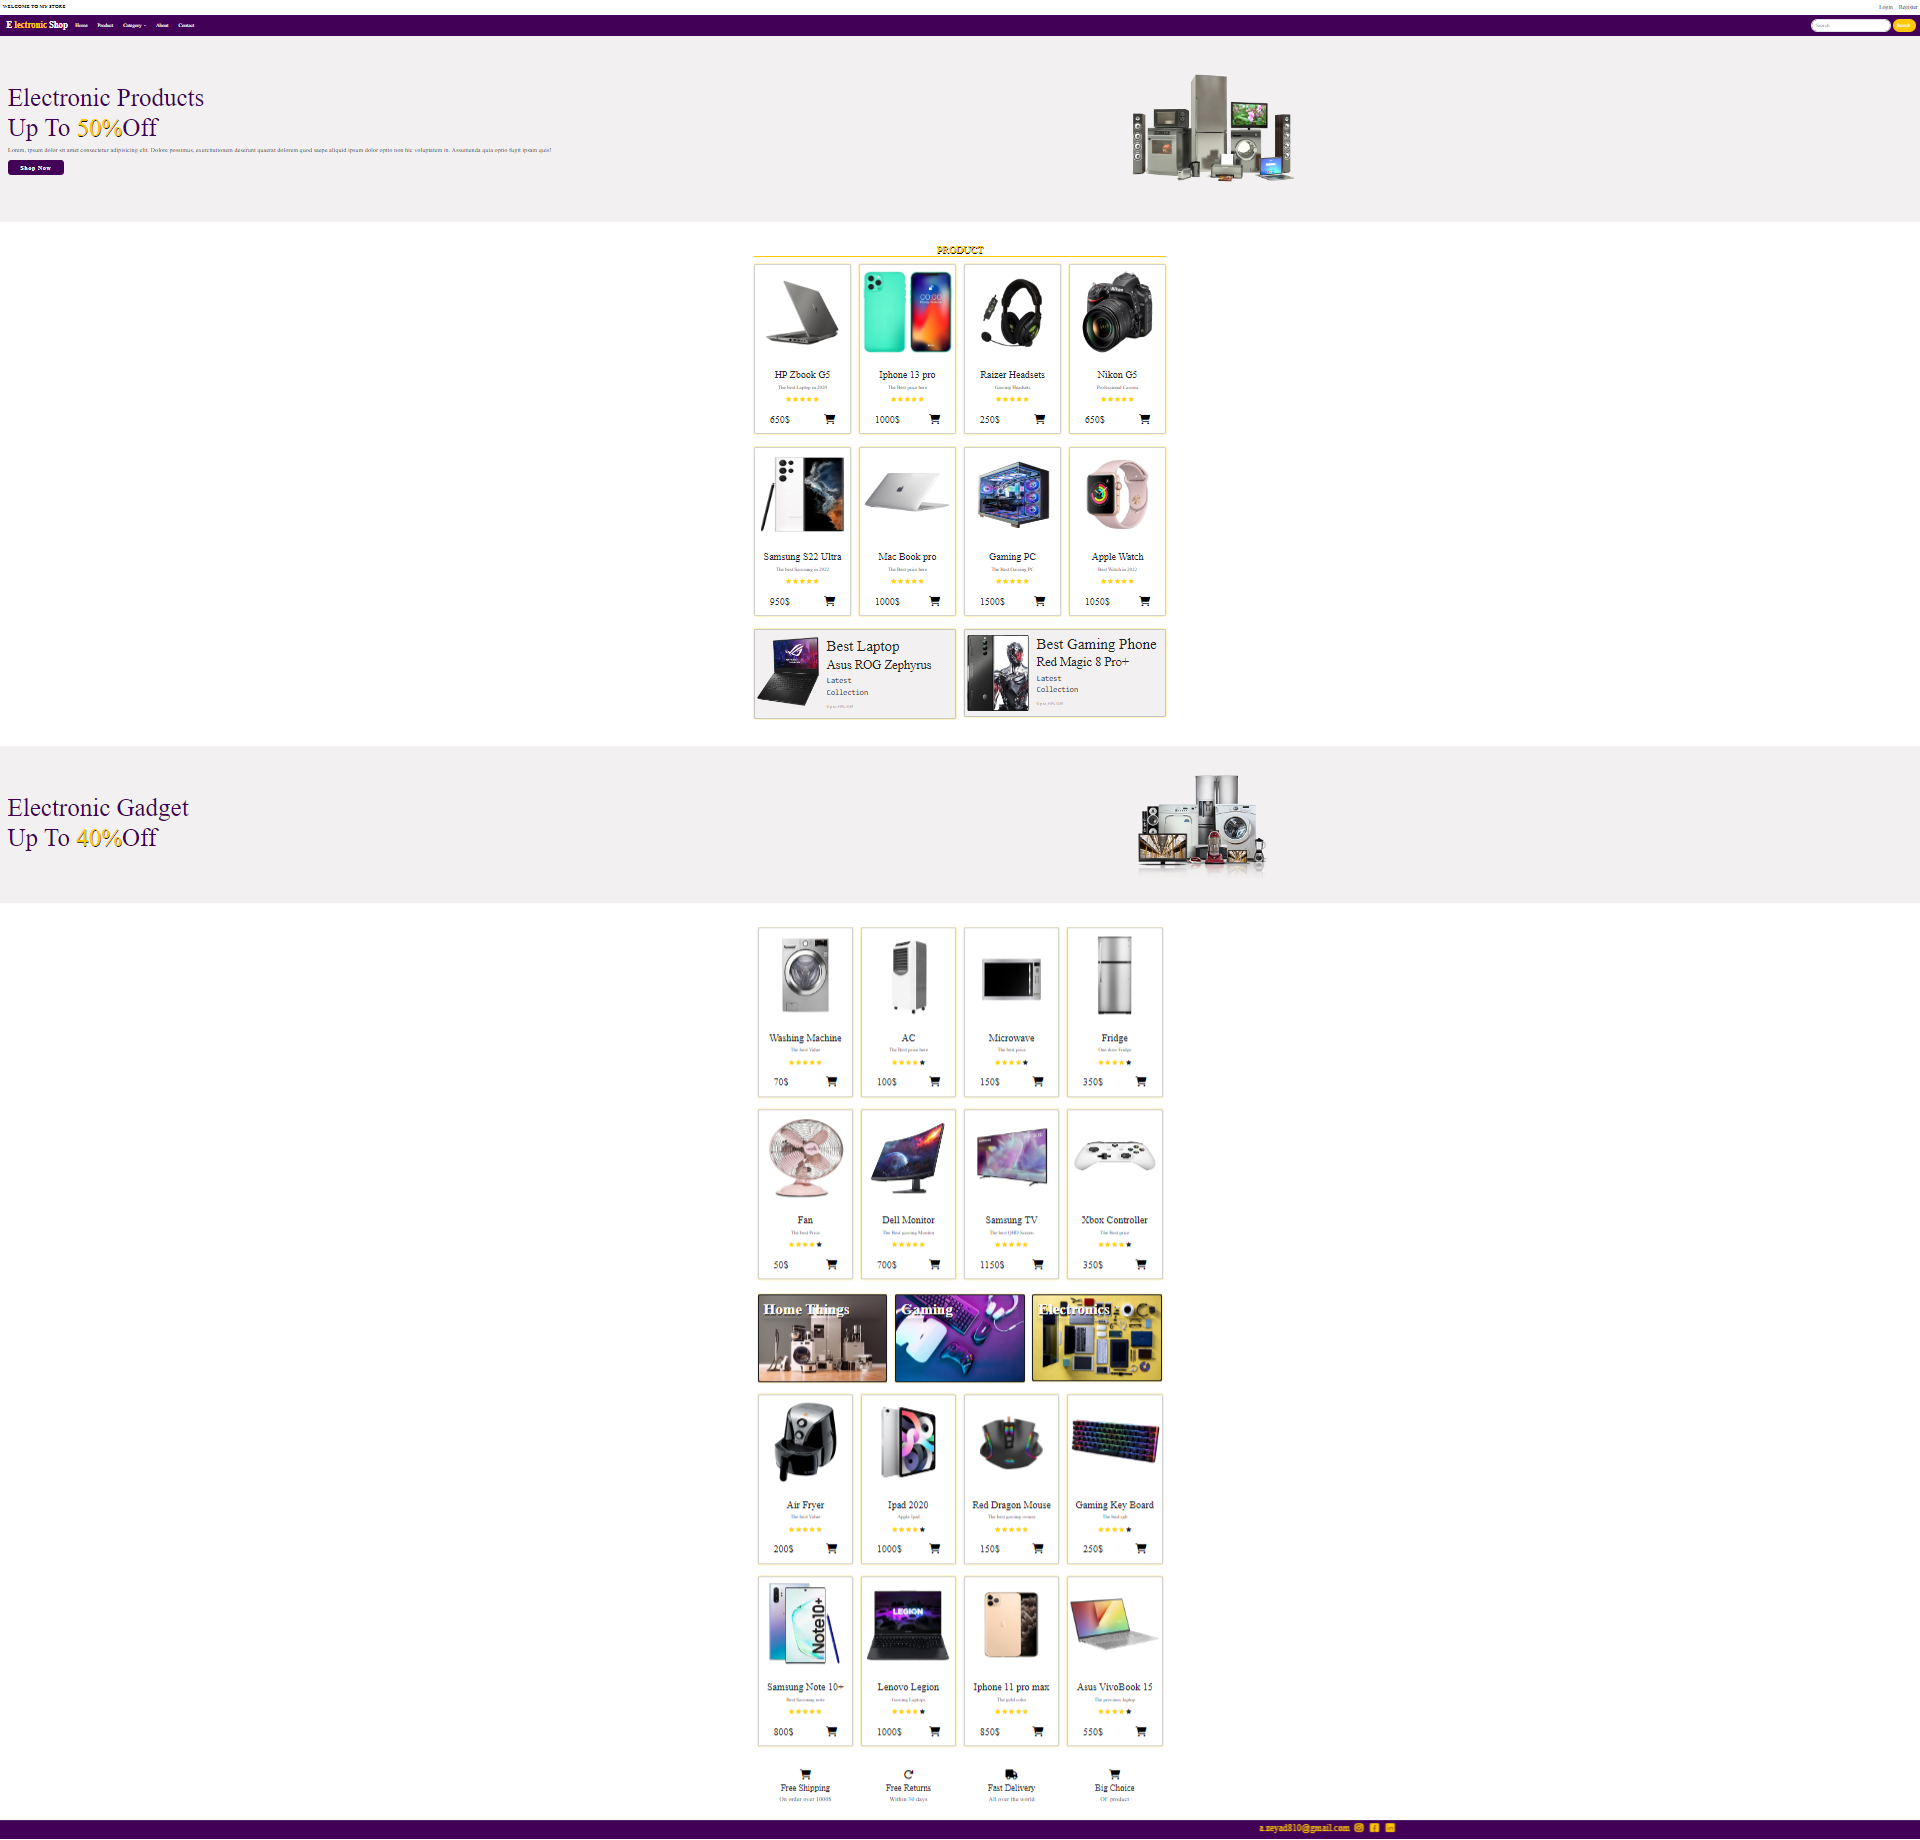 WELCOME TO MY STORE
Login Register
Electronic Shop Home Product Category About Contact
Search Search
Electronic Products
Up To 50%Off
Lorem, ipsum dolor sit amet consectetur adipisicing elit. Dolore possimus, exercitationem deserunt quaerat dolorem quod saepe aliquid ipsum dolor optio non hic voluptatem in. Assumenda quia optio fugit ipsum quis!
Shop Now
PRODUCT
HP Zbook G5
The best Laptop in 2020
650$
Iphone 13 pro
The Best price here
1000$
Raizer Headsets
Gaming Headsets
250$
Nikon G5
Professional Camera
650$
Samsung S22 Ultra
The best Samsung in 2022
950$
Mac Book pro
The Best price here
1000$
Gaming PC
The Best Gaming PC
1500$
Apple Watch
Best Watch in 2022
1050$
Best Laptop
Asus ROG Zephyrus
Latest
Collection
Best Gaming Phone
Red Magic 8 Pro+
Latest
Collection
Electronic Gadget
Up To 40%Off
Washing Machine
The best Value
70$
AC
The Best price here
100$
Microwave
The best price
150$
Fridge
One door Fridge
350$
Fan
The best Price
50$
Dell Monitor
The Best gaming Monitor
700$
Samsung TV
The best QHD Screen
1150$
Xbox Controller
The Best price
350$
Home Things
Gaming
Electronics
Air Fryer
The best Value
200$
Ipad 2020
Apple Ipad
1000$
Red Dragon Mouse
The best gaming mouse
150$
Gaming Key Board
The best rgb
250$
Note10+
Samsung Note 10+
Best Samsung note
800$
LEGION
Lenovo Legion
Gaming Laptops
1000$
Iphone 11 pro max
The gold color
850$
Asus VivoBook 15
The precious laptop
550$
Free Shipping
On order over 1000$
Free Returns
Within 30 days
Fast Delivery
All over the world
Big Choice
Of product
a.zeyad810@gmail.com